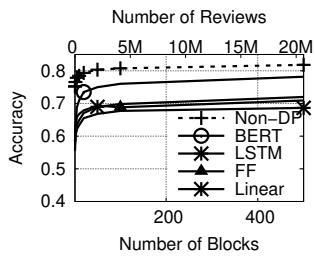 Number of Reviews
0 5M 10M 15M 20M
Accuracy
0.8
0.7
0.6
0.5
0.4
Non-DP
BERT
LSTM
FF
Linear
200 400
Number of Blocks